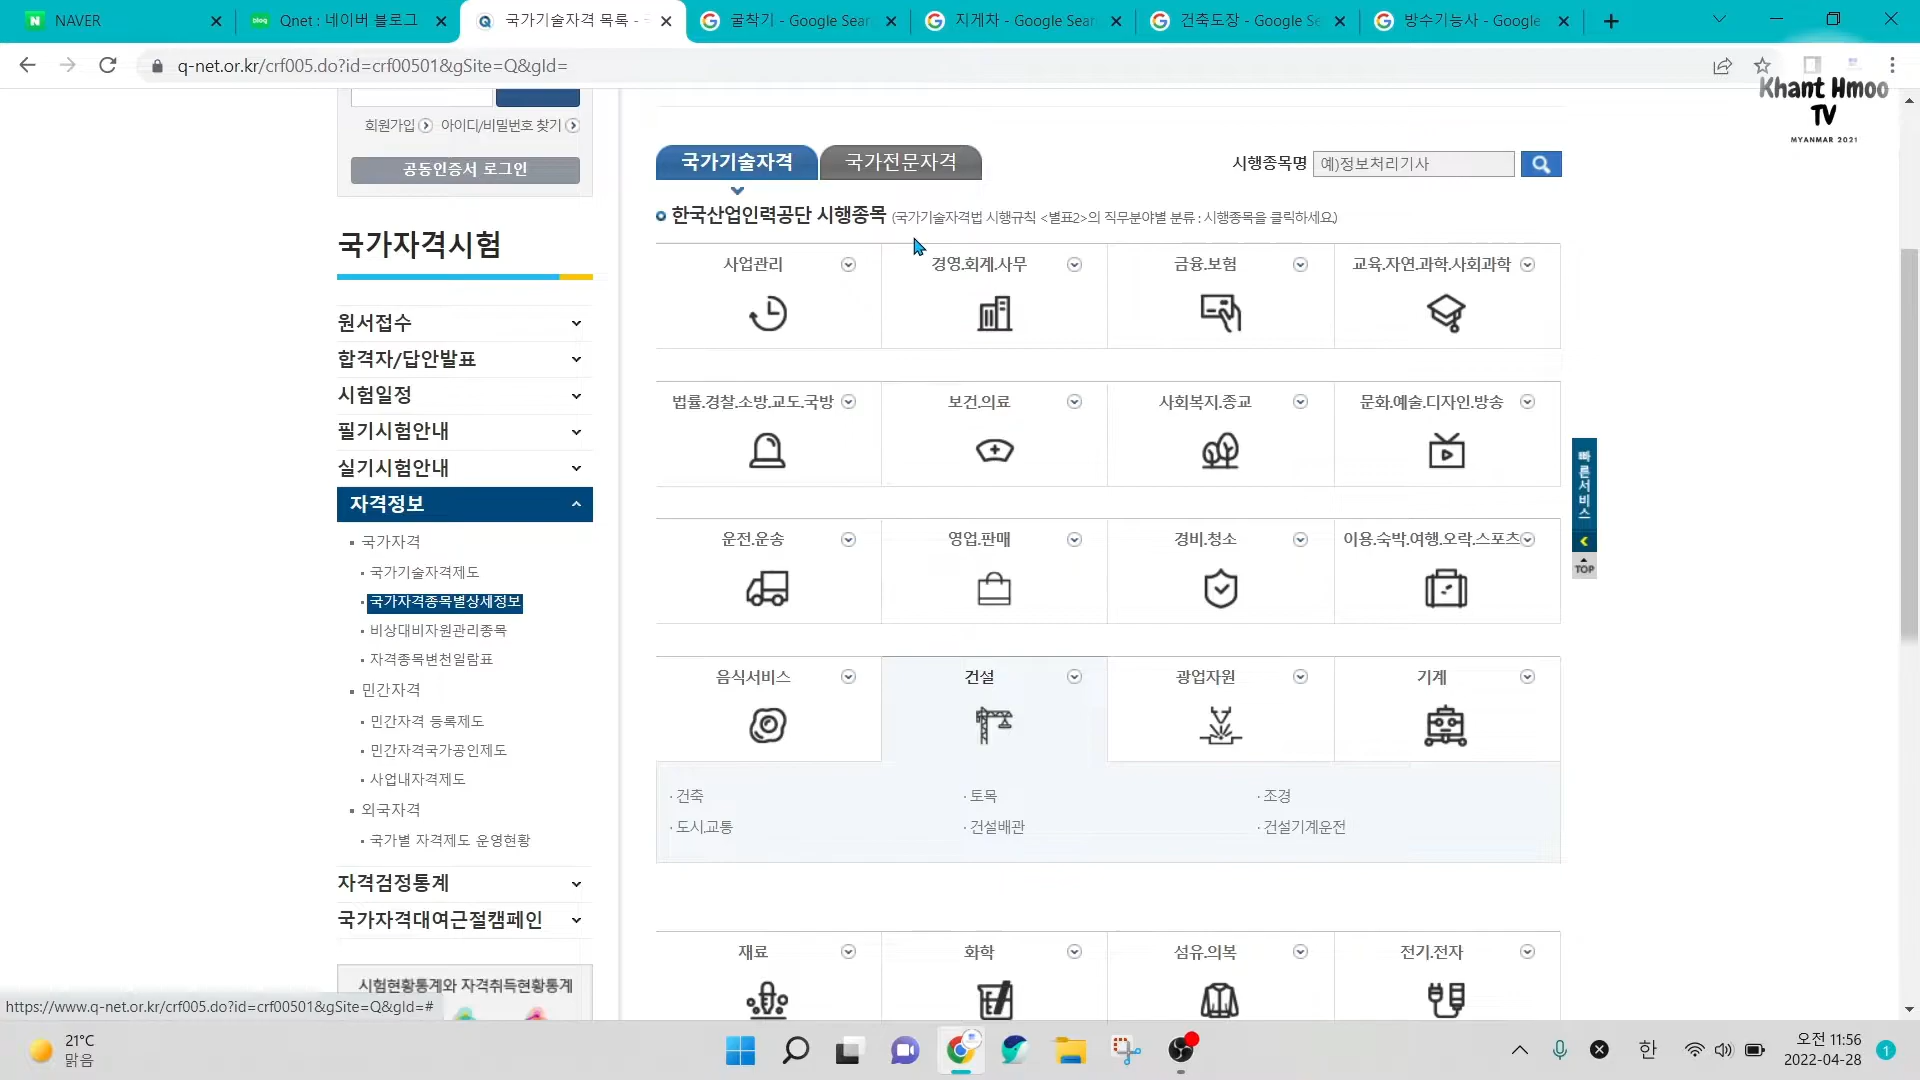 NAVER
Qnet : 네이버 블로그
국가기술자격 목록 -
굴착기 - Google Sear
지게차 - Google Sear
건축도장 - Google Se
방수기능사 - Google
q-net.or.kr/crf005.do?id=crf00501&gSite=Q&gId=
Khant Hmoo
TV
MYANMAR 2021
회원가입
아이디/비밀번호 찾기
공동인증서 로그인
국가자격시험
원서접수
합격자/답안발표
시험일정
필기시험안내
실기시험안내
자격정보
국가자격
국가기술자격제도
국가자격종목별상세정보
비상대비자원관리종목
자격종목변천일람표
민간자격
민간자격 등록제도
민간자격국가공인제도
사업내자격제도
외국자격
국가별 자격제도 운영현황
자격검정통계
국가자격대여근절캠페인
시험현황통계와 자격취득현황통계
국가기술자격
국가전문자격
시행종목명
예)정보처리기사
한국산업인력공단 시행종목 (국가기술자격법 시행규칙 <별표2>의 직무분야별 분류 : 시행종목을 클릭하세요)
사업관리
경영.회계.사무
금융.보험
교육.자연.과학.사회과학
법률.경찰.소방.교도.국방
보건.의료
사회복지.종교
문화.예술.디자인.방송
운전.운송
영업.판매
경비.청소
이용.숙박.여행.오락.스포츠
음식서비스
건설
광업자원
기계
· 건축
· 토목
· 조경
· 도시.교통
· 건설배관
· 건설기계운전
재료
화학
섬유.의복
전기.전자
빠른서비스
TOP
https://www.q-net.or.kr/crf005.do?id=crf00501&gSite=Q&gId=#
21°C
맑음
한
오전 11:56
2022-04-28
1